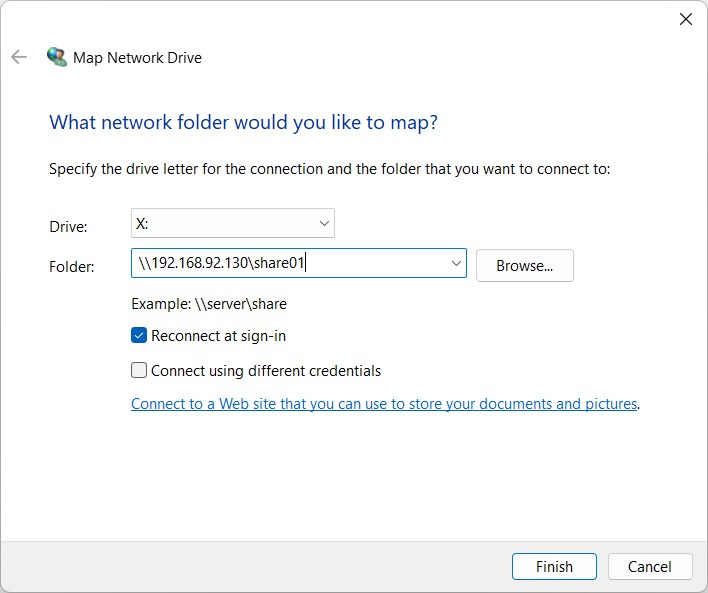 Map Network Drive
What network folder would you like to map?
Specify the drive letter for the connection and the folder that you want to connect to:
Drive: X:
Folder: \\192.168.92.130\share01 Browse...
Example: \\server\share
Reconnect at sign-in
Connect using different credentials
Connect to a Web site that you can use to store your documents and pictures.
Finish Cancel